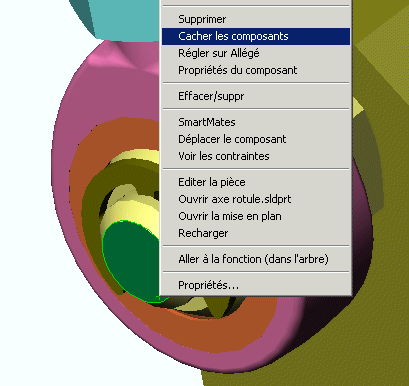 Supprimer
Cacher les composants
Régler sur Allégé
Propriétés du composant
Effacer/suppr
SmartMates
Déplacer le composant
Voir les contraintes
Editer la pièce
Ouvrir axe rotule.sldprt
Ouvrir la mise en plan
Recharger
Aller à la fonction (dans l'arbre)
Propriétés...